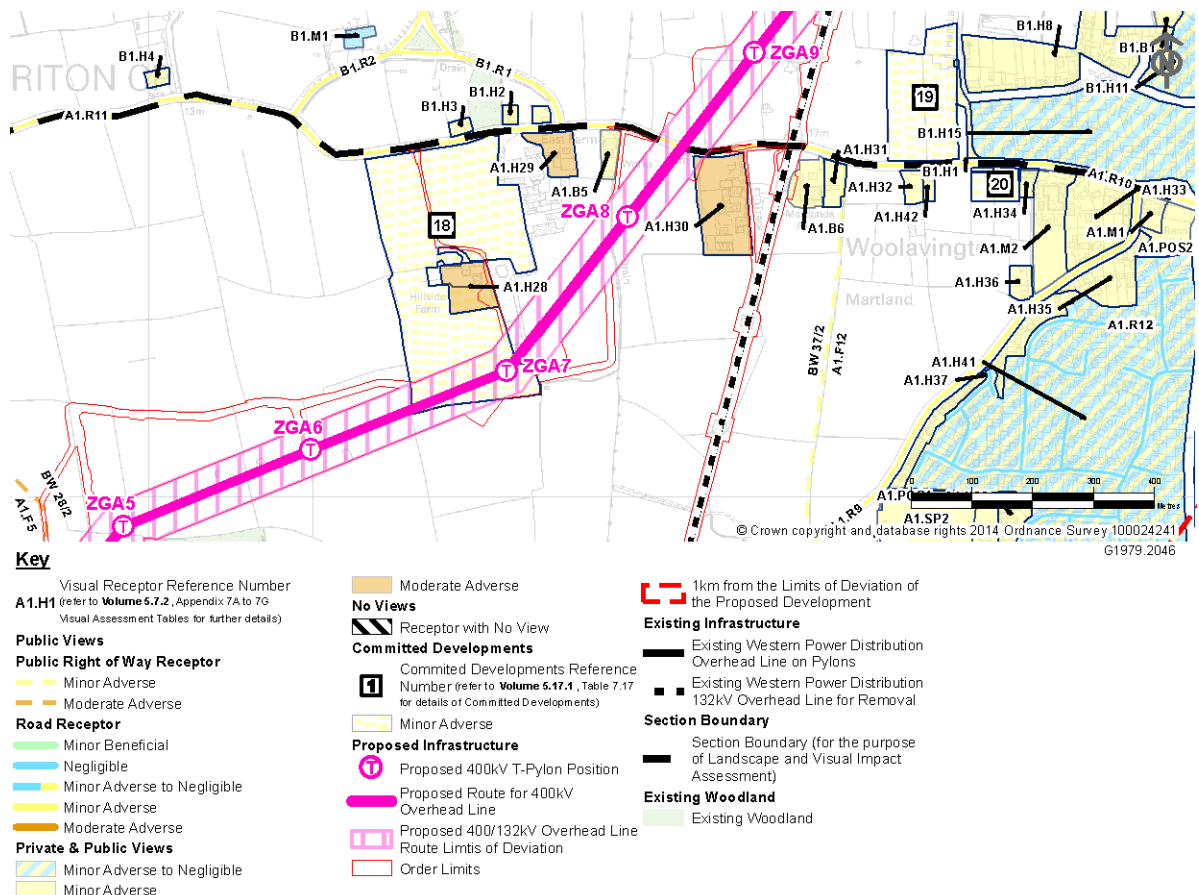 B1.H8
B1.B1
B1.M1
ZGA9
B1.H4
B1.R2
Drain
B1.R1
RITON
B1.H2
B1.H11
B1.H3
19
A1.R11
13m
17m
B1.H15
A1.H31
A1.H29
B1.H1
A1.R10
A1.H33
A1.B5
A1.H32
20
ZGA8
A1.H42
A1.H34
18
A1.H30
A1.B6
A1.M1
A1.POS2
Woolavington
A1.M2
A1.H28
A1.H36
Hillside
Farm
Martland
A1.H35
A1.R12
BW 37/2
A1.F12
A1.H41
ZGA7
A1.H37
ZGA6
BW 28/2
ZGA5
A1.F5
0 100 200 300 400
Metres
A1.SP2
A1.R9
© Crown copyright and database rights 2014 Ordnance Survey 100024241
G1979.2046
Key
Visual Receptor Reference Number
A1.H1 (refer to Volume 5.7.2, Appendix 7A to 7G
Visual Assessment Tables for further details)
Public Views
Public Right of Way Receptor
Minor Adverse
Moderate Adverse
Road Receptor
Minor Beneficial
Negligible
Minor Adverse to Negligible
Minor Adverse
Moderate Adverse
Private & Public Views
Minor Adverse to Negligible
Minor Adverse
Moderate Adverse
No Views
Receptor with No View
Committed Developments
1
Commited Developments Reference
Number (refer to Volume 5.17.1, Table 7.17
for details of Committed Developments)
Minor Adverse
Proposed Infrastructure
T
Proposed 400kV T-Pylon Position
Proposed Route for 400kV
Overhead Line
Proposed 400/132kV Overhead Line
Route Limtis of Deviation
Order Limits
1km from the Limits of Deviation of
the Proposed Development
Existing Infrastructure
Existing Western Power Distribution
Overhead Line on Pylons
Existing Western Power Distribution
132kV Overhead Line for Removal
Section Boundary
Section Boundary (for the purpose
of Landscape and Visual Impact
Assessment)
Existing Woodland
Existing Woodland